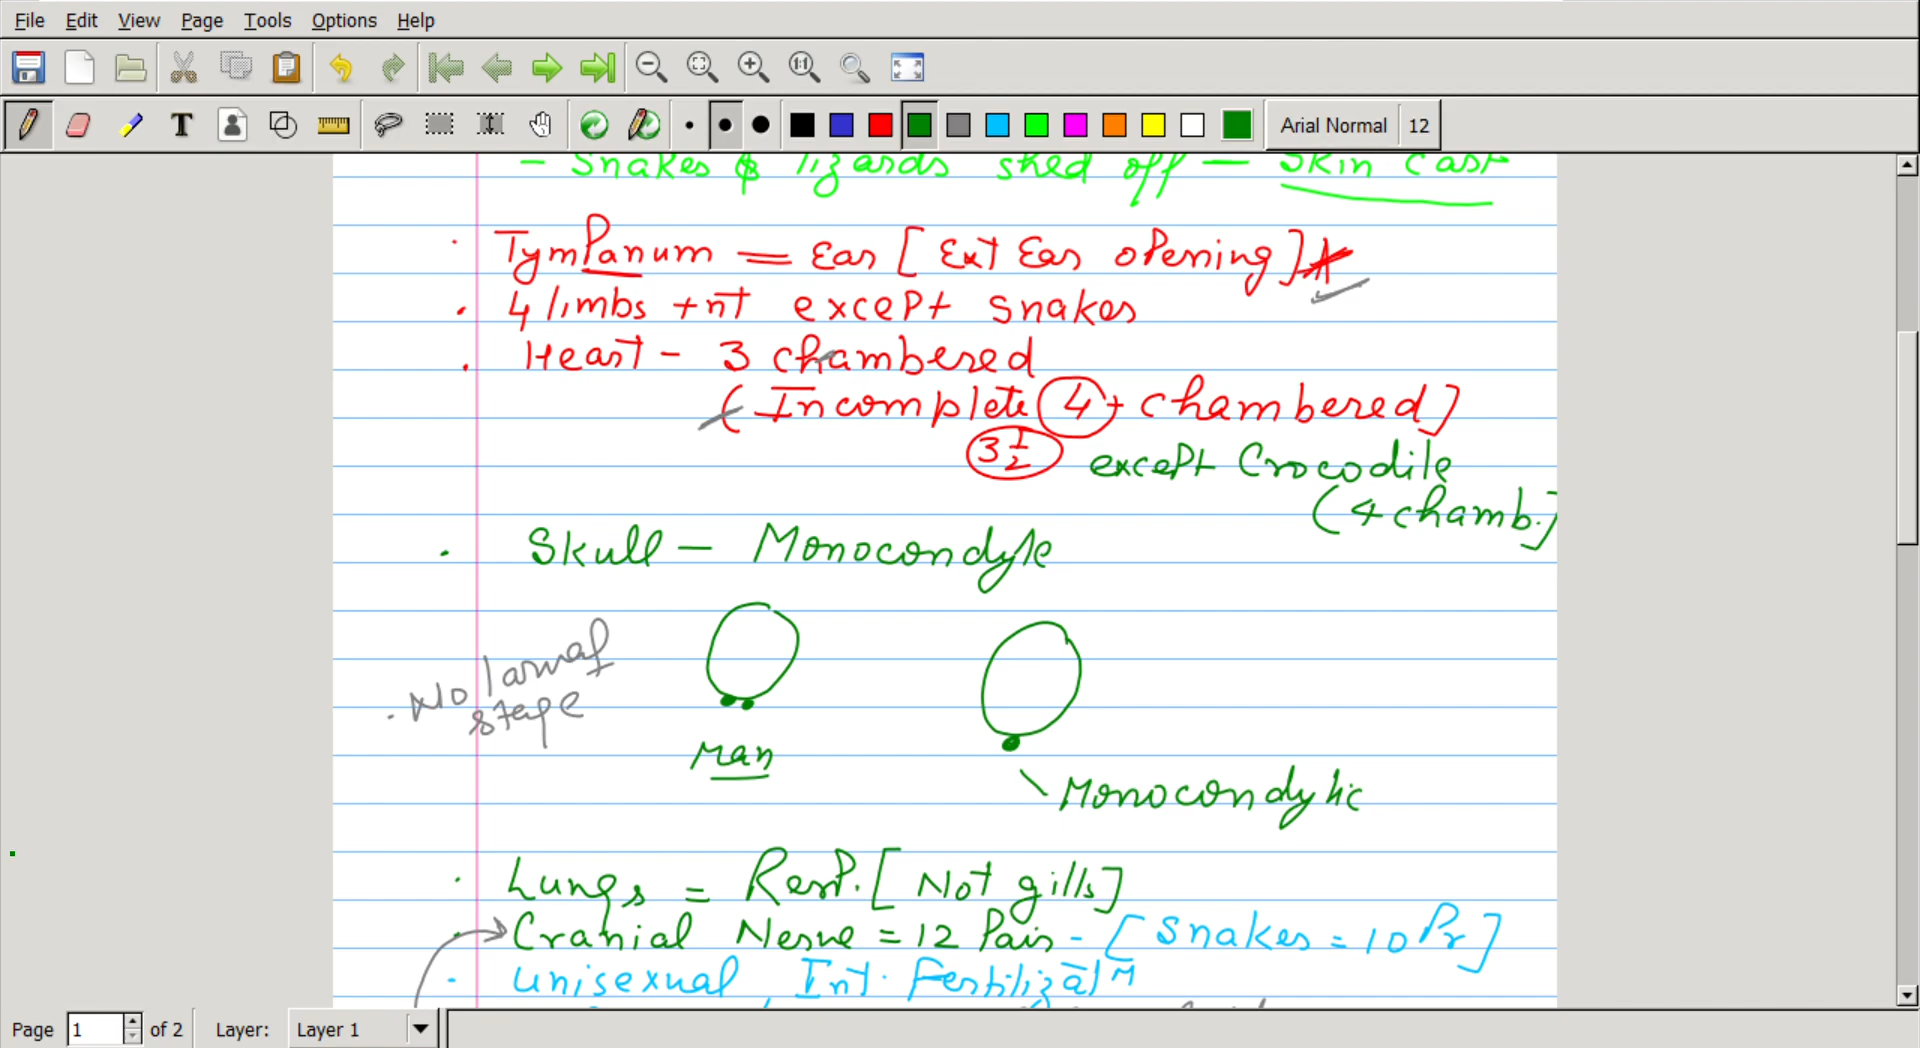 File Edit View Page Tools Options Help
Arial Normal 12
- Snakes & lizards shed off - Skin Cast
· Tympanum = Ear [ Ext Ear opening ]
· 4 limbs +nt except snakes
· Heart - 3 chambered
( Incomplete 4 chambered ]
3 1/2 except Crocodile
( 4 chamb. ]
· Skull - Monocondyle
· No larval
stage
Man
Monocondylic
· Lungs = Resp. [ Not gills ]
· Cranial Nerve = 12 Pair - [ Snakes = 10 Pr ]
· Unisexual, Int. Fertilizatn
Page 1 of 2 Layer: Layer 1